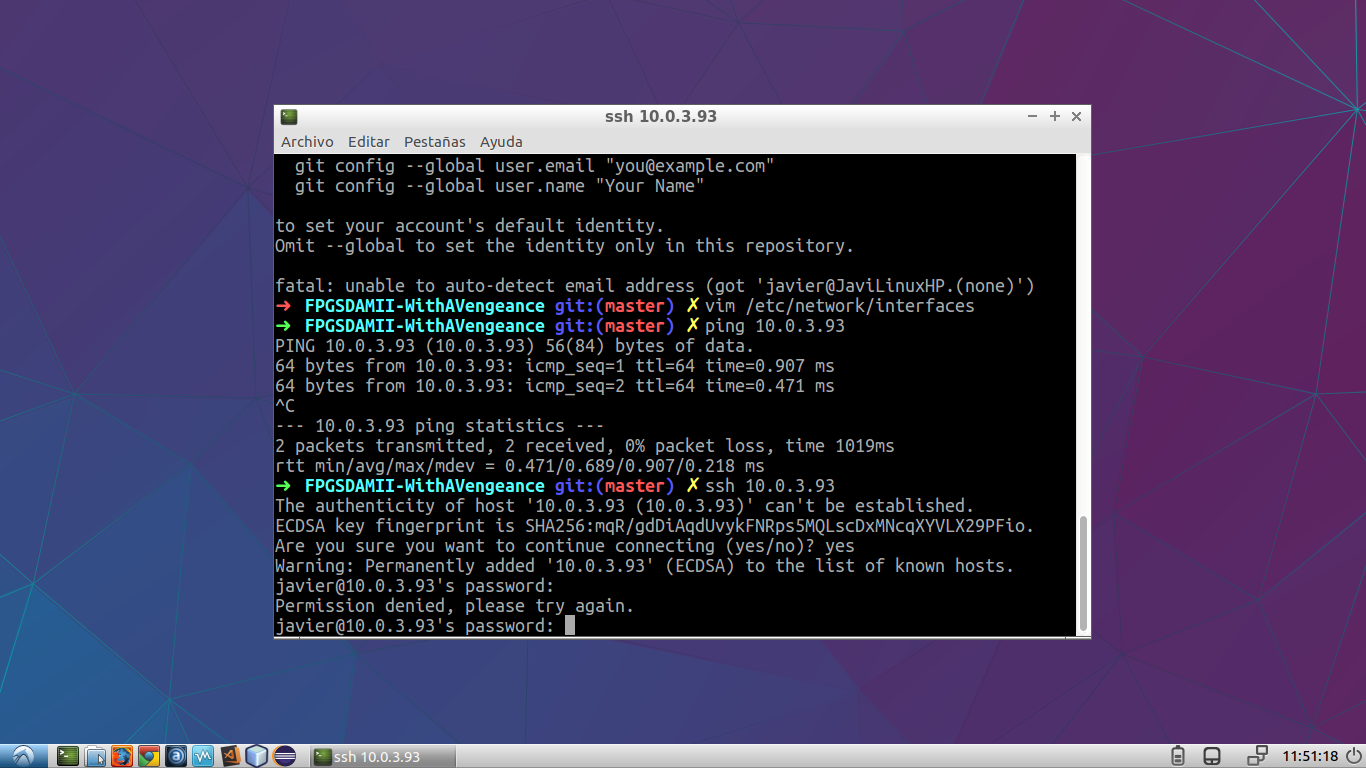 ssh 10.0.3.93
Archivo Editar Pestañas Ayuda
git config --global user.email "you@example.com"
git config --global user.name "Your Name"
to set your account's default identity.
Omit --global to set the identity only in this repository.
fatal: unable to auto-detect email address (got 'javier@JaviLinuxHP.(none)')
➜ FPGSDAMII-WithAVengeance git:(master) ✗ vim /etc/network/interfaces
➜ FPGSDAMII-WithAVengeance git:(master) ✗ ping 10.0.3.93
PING 10.0.3.93 (10.0.3.93) 56(84) bytes of data.
64 bytes from 10.0.3.93: icmp_seq=1 ttl=64 time=0.907 ms
64 bytes from 10.0.3.93: icmp_seq=2 ttl=64 time=0.471 ms
^C
--- 10.0.3.93 ping statistics ---
2 packets transmitted, 2 received, 0% packet loss, time 1019ms
rtt min/avg/max/mdev = 0.471/0.689/0.907/0.218 ms
➜ FPGSDAMII-WithAVengeance git:(master) ✗ ssh 10.0.3.93
The authenticity of host '10.0.3.93 (10.0.3.93)' can't be established.
ECDSA key fingerprint is SHA256:mqR/gdDiAqdUvykFNRps5MQLscDxMNcqXYVLX29PFio.
Are you sure you want to continue connecting (yes/no)? yes
Warning: Permanently added '10.0.3.93' (ECDSA) to the list of known hosts.
javier@10.0.3.93's password:
Permission denied, please try again.
javier@10.0.3.93's password:
ssh 10.0.3.93
11:51:18